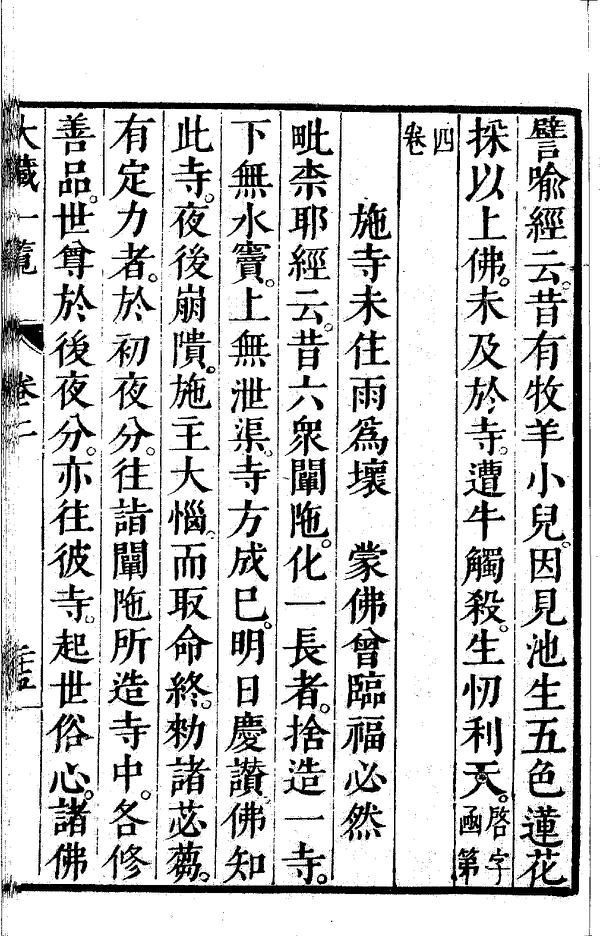 譬喻經云。昔有牧羊小兒。因見池生五色蓮花
採以上佛。未及於寺。遭牛觸殺。生忉利天。啓字函第
四卷
施寺未住雨爲壞　蒙佛曾臨福必然
毗柰耶經云。昔六衆闡陁。化一長者。捨造一寺。
下無水竇。上無泄渠。寺方成已。明日慶讃。佛知
此寺。夜後崩隤。施主大惱。而取命終。勑諸苾蒭。
有定力者。於初夜分。往詣闡陁所造寺中。各修
善品。世尊於後夜分。亦往彼寺。起世俗心。諸佛
大藏一覽　卷二　二十五